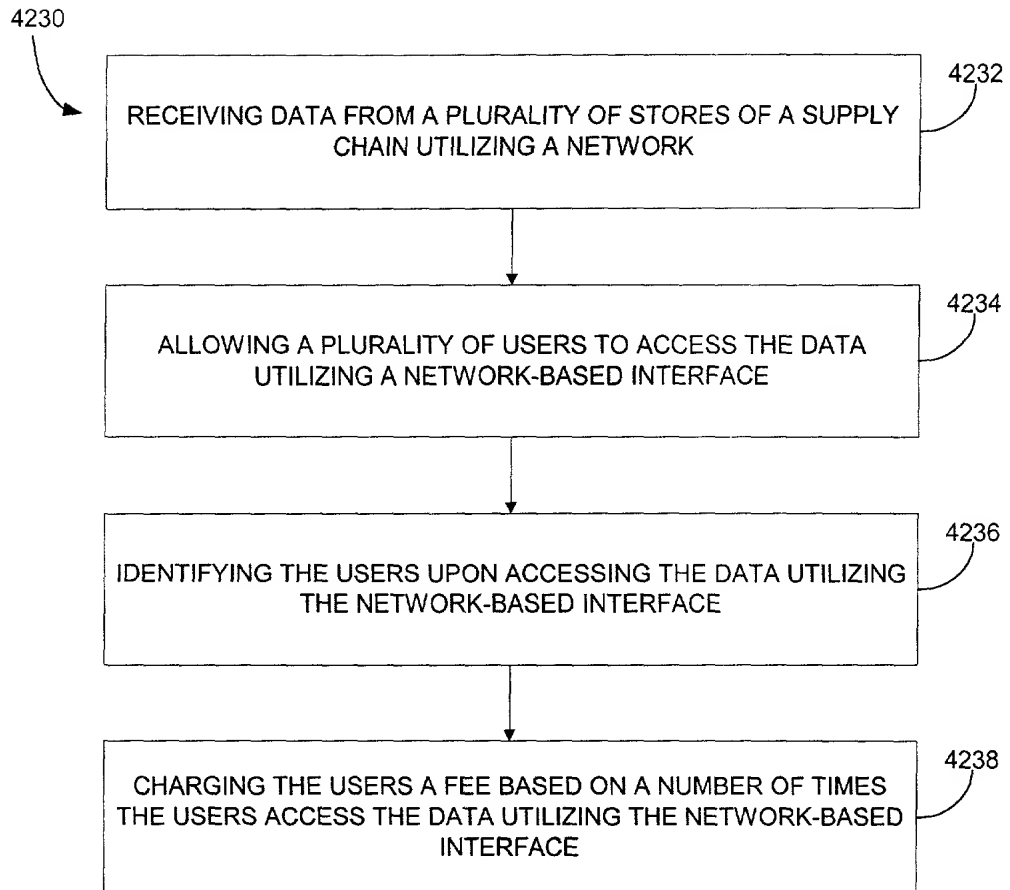 4230
4232
RECEIVING DATA FROM A PLURALITY OF STORES OF A SUPPLY
CHAIN UTILIZING A NETWORK
4234
ALLOWING A PLURALITY OF USERS TO ACCESS THE DATA
UTILIZING A NETWORK-BASED INTERFACE
4236
IDENTIFYING THE USERS UPON ACCESSING THE DATA UTILIZING
THE NETWORK-BASED INTERFACE
4238
CHARGING THE USERS A FEE BASED ON A NUMBER OF TIMES
THE USERS ACCESS THE DATA UTILIZING THE NETWORK-BASED
INTERFACE